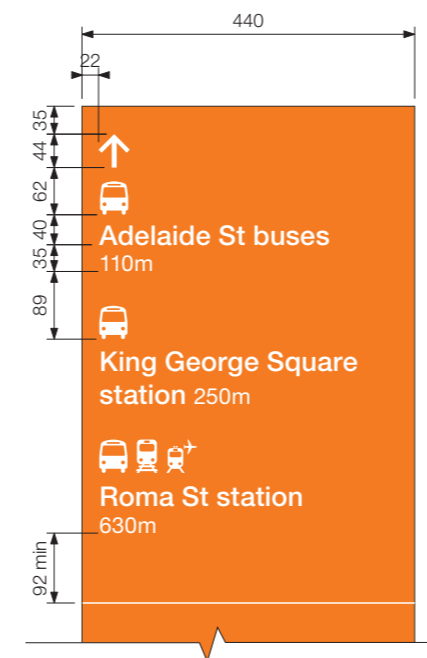 440
22
35
44
62
40
35
89
Adelaide St buses
110m
King George Square
station 250m
Roma St station
630m
92 min